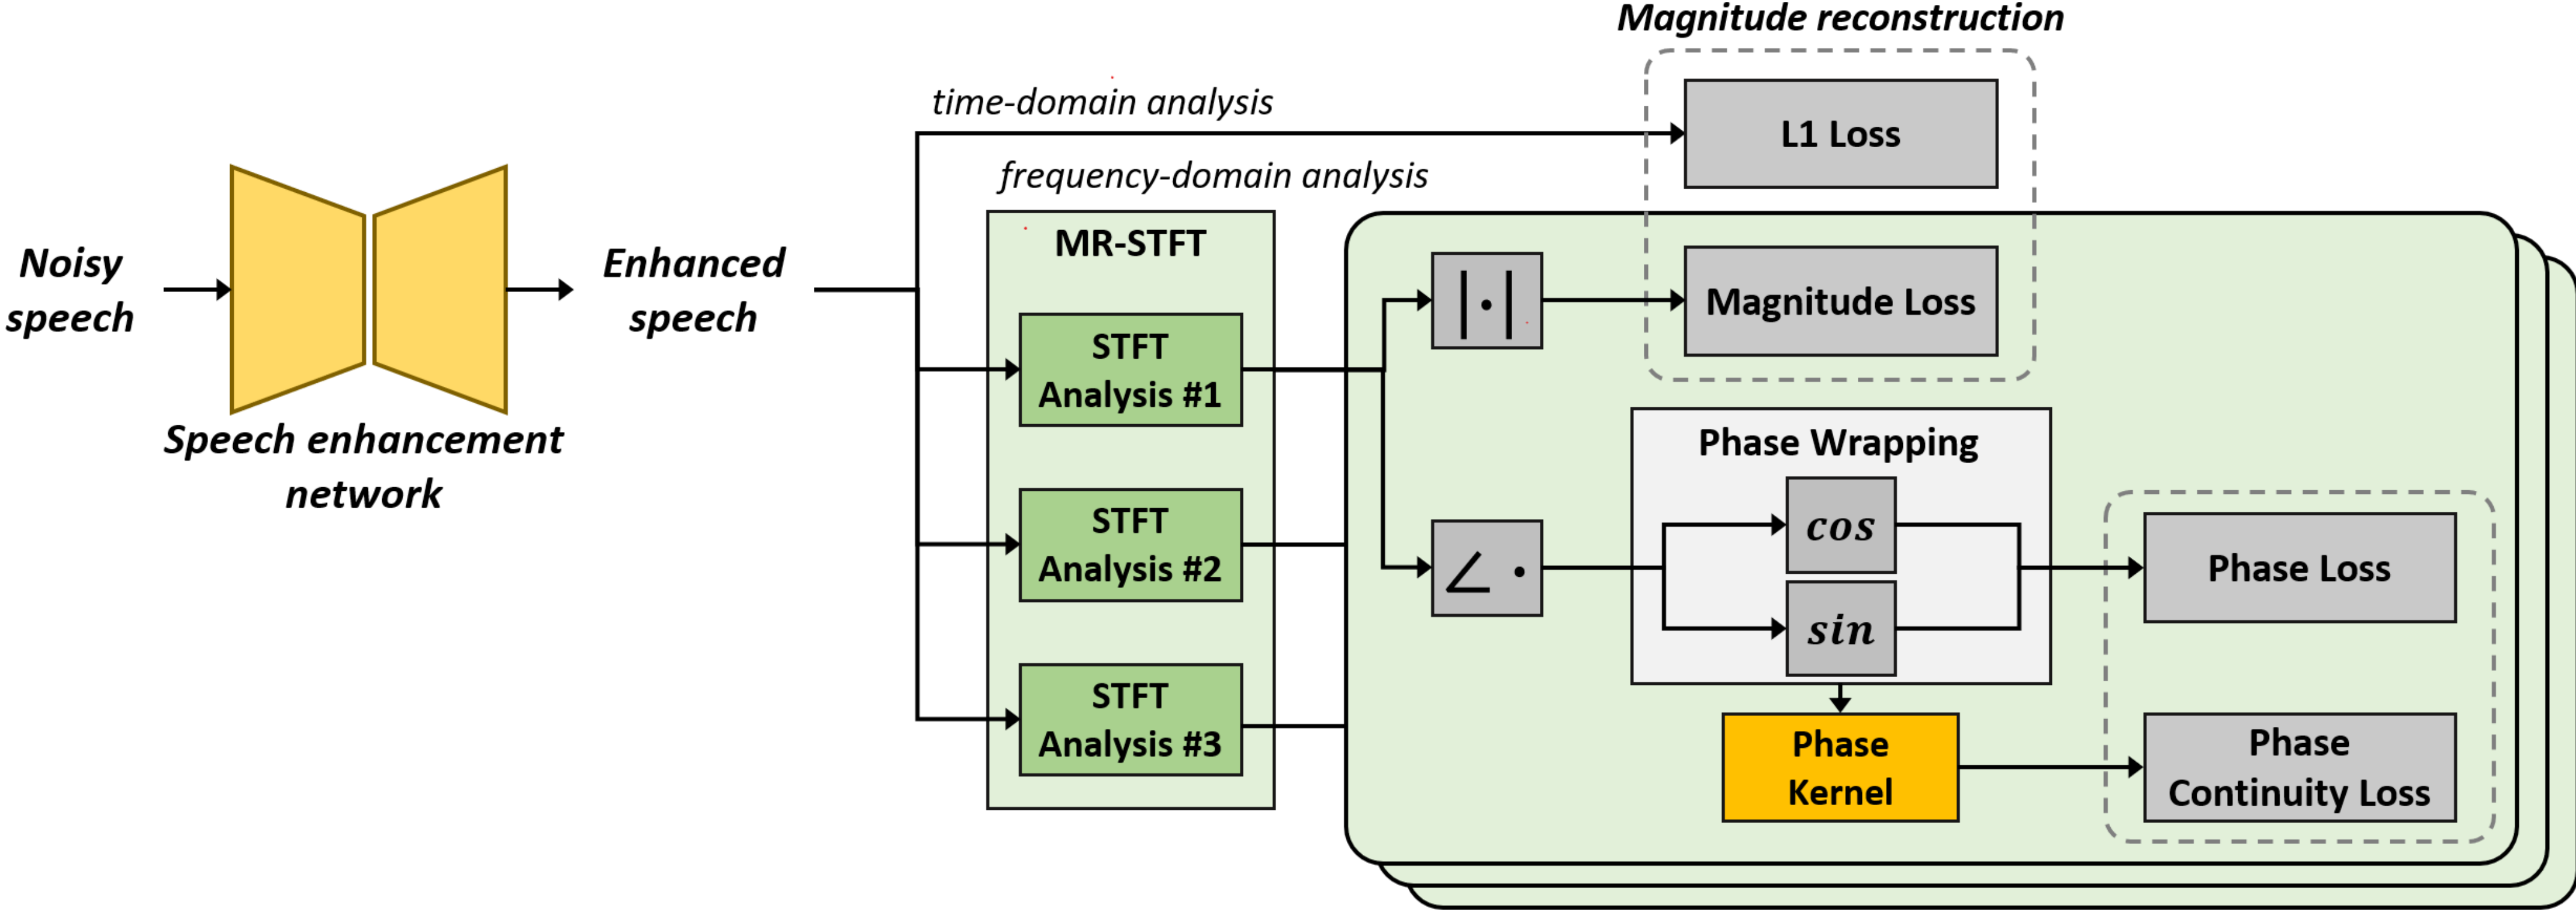 Magnitude reconstruction
time-domain analysis
L1 Loss
frequency-domain analysis
Noisy
speech
Speech enhancement
network
Enhanced
speech
MR-STFT
STFT
Analysis #1
STFT
Analysis #2
STFT
Analysis #3
|·|
Magnitude Loss
∠ ·
Phase Wrapping
cos
sin
Phase Loss
Phase
Kernel
Phase
Continuity Loss